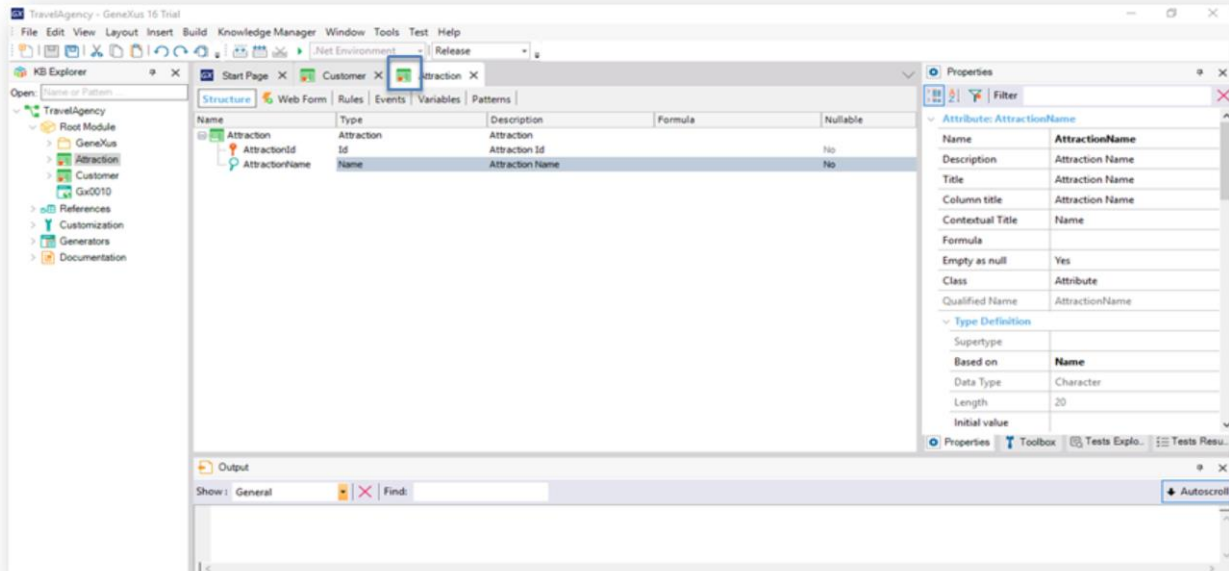 TravelAgency - GeneXus 16 Trial
File Edit View Layout Insert Build Knowledge Manager Window Tools Test Help
.Net Environment Release
KB Explorer
Open: Name or Pattern ...
TravelAgency
Root Module
GeneXus
Attraction
Customer
Gx0010
References
Customization
Generators
Documentation
Start Page Customer Attraction
Structure Web Form Rules Events Variables Patterns
Name Type Description Formula Nullable
Attraction Attraction Attraction
AttractionId Id Attraction Id No
AttractionName Name Attraction Name No
Properties
Filter
Attribute: AttractionName
Name AttractionName
Description Attraction Name
Title Attraction Name
Column title Attraction Name
Contextual Title Name
Formula
Empty as null Yes
Class Attribute
Qualified Name AttractionName
Type Definition
Supertype
Based on Name
Data Type Character
Length 20
Initial value
Properties Toolbox Tests Explo.. Tests Resu..
Output
Show: General Find: Autoscroll